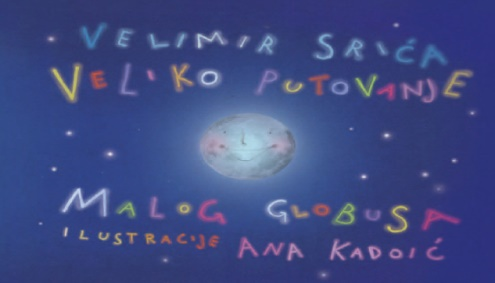 VELIMIR SRIĆA
VELIKO PUTOVANJE
MALOG GLOBUSA
ILUSTRACIJE ANA KADOIĆ